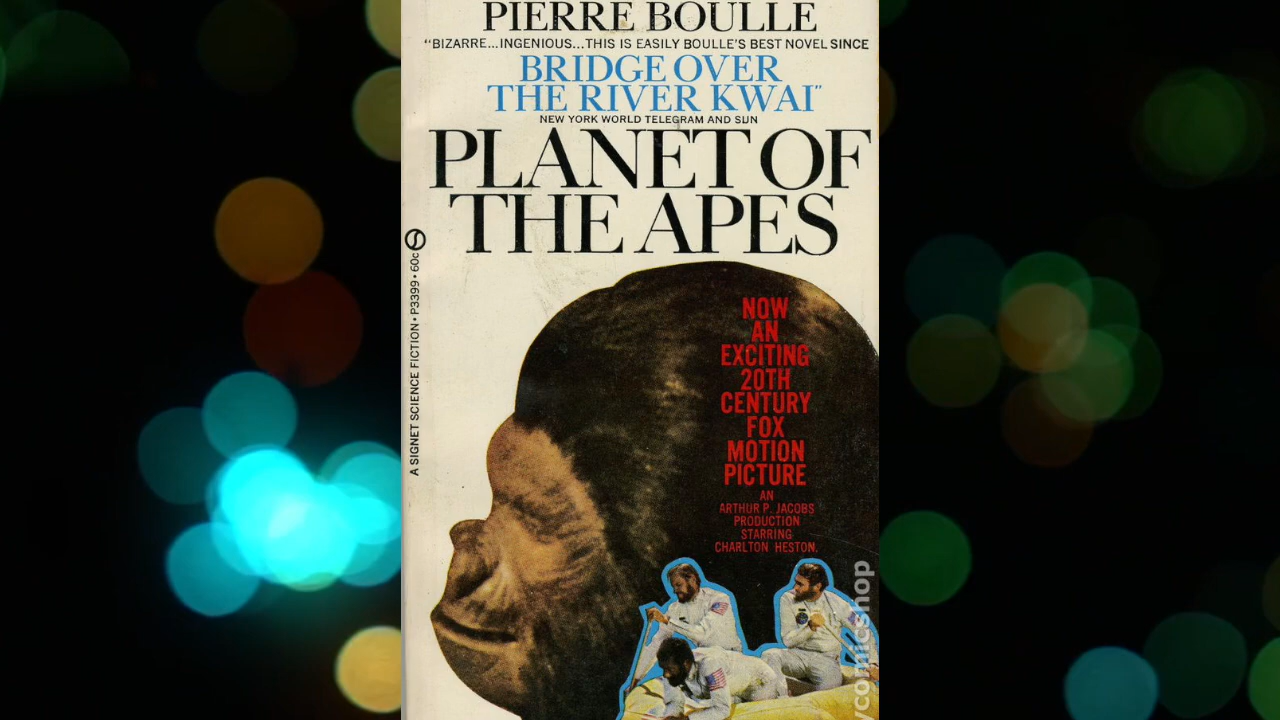 PIERRE BOULLE
"BIZARRE...INGENIOUS...THIS IS EASILY BOULLE'S BEST NOVEL SINCE
BRIDGE OVER
THE RIVER KWAI"
NEW YORK WORLD TELEGRAM AND SUN
PLANET OF
THE APES
A SIGNET SCIENCE FICTION • P3399 • 60c
NOW
AN
EXCITING
20TH
CENTURY
FOX
MOTION
PICTURE
AN
ARTHUR P. JACOBS
PRODUCTION
STARRING
CHARLTON HESTON.
ycomicshop